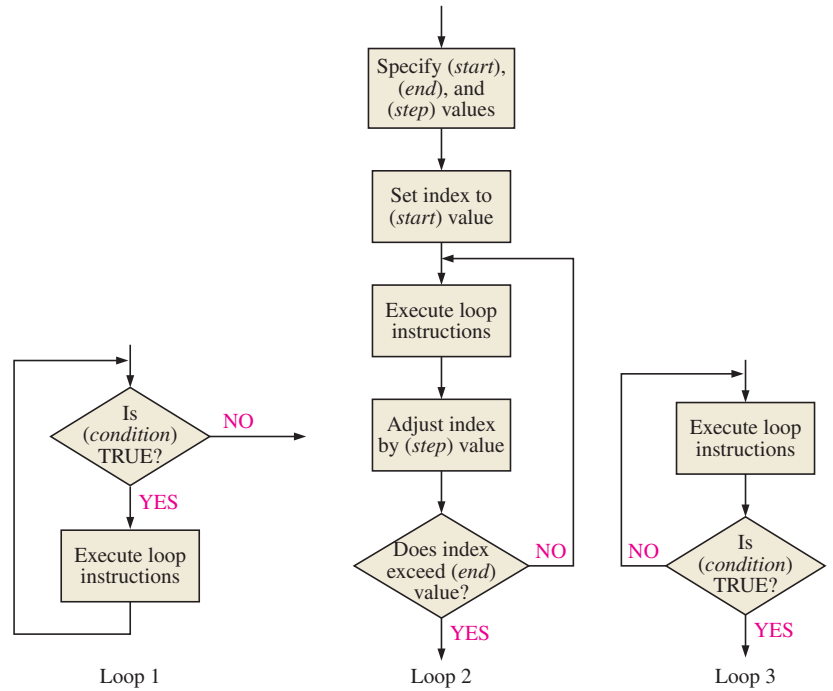 Is
(condition)
TRUE?
NO
YES
Execute loop
instructions
Loop 1
Specify (start),
(end), and
(step) values
Set index to
(start) value
Execute loop
instructions
Adjust index
by (step) value
Does index
exceed (end)
value?
NO
YES
Loop 2
Execute loop
instructions
Is
(condition)
TRUE?
NO
YES
Loop 3